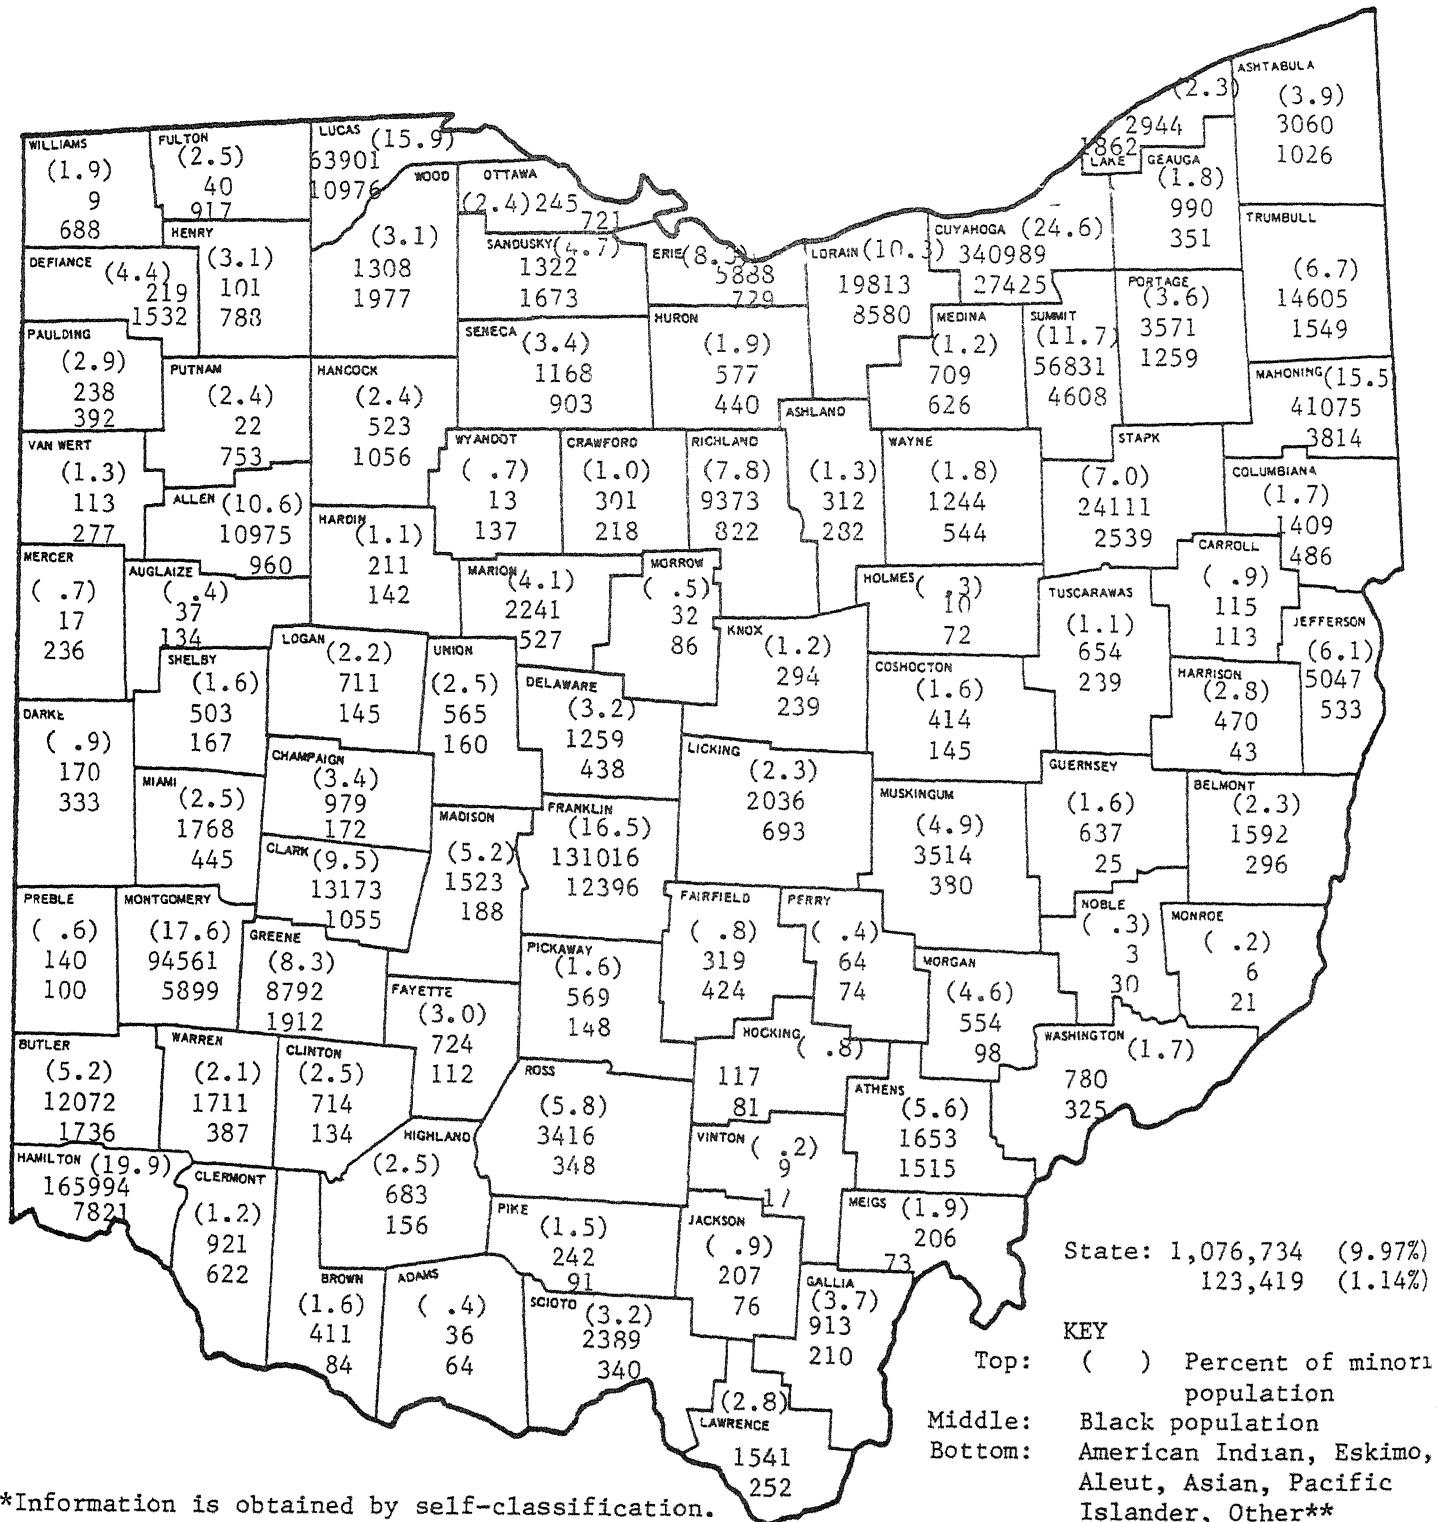 ASHTABULA
(3.9)
3060
1026
(2.3)
2944
1862
LAKE
GEAUGA
(1.8)
990
351
WILLIAMS
(1.9)
9
688
FULTON
(2.5)
40
917
LUCAS (15.9)
63901
10976
WOOD
(3.1)
1308
1977
OTTAWA
(2.4) 245
721
HENRY
(3.1)
101
788
DEFIANCE
(4.4)
219
1532
SANDUSKY (4.7)
1322
1673
ERIE
5888
729
LORAIN (10.3)
19813
8580
CUYAHOGA (24.6)
340989
27425
TRUMBULL
(6.7)
14605
1549
PORTAGE
(3.6)
3571
1259
MEDINA
(1.2)
709
626
SUMMIT
(11.7)
56831
4608
PAULDING
(2.9)
238
392
PUTNAM
(2.4)
22
753
HANCOCK
(2.4)
523
1056
SENECA
(3.4)
1168
903
HURON
(1.9)
577
440
MAHONING (15.5)
41075
3814
VAN WERT
(1.3)
113
277
ALLEN (10.6)
10975
960
HARDIN
(1.1)
211
142
WYANDOT
( .7)
13
137
CRAWFORD
(1.0)
301
218
RICHLAND
(7.8)
9373
822
ASHLAND
(1.3)
312
282
WAYNE
(1.8)
1244
544
STARK
(7.0)
24111
2539
COLUMBIANA
(1.7)
1409
486
MERCER
( .7)
17
236
AUGLAIZE
( .4)
37
134
MARION
(4.1)
2241
527
MORROW
( .5)
32
86
HOLMES
( .3)
10
72
TUSCARAWAS
(1.1)
654
239
CARROLL
( .9)
115
113
JEFFERSON
(6.1)
5047
533
SHELBY
(1.6)
503
167
LOGAN
(2.2)
711
145
UNION
(2.5)
565
160
DELAWARE
(3.2)
1259
438
KNOX
(1.2)
294
239
COSHOCTON
(1.6)
414
145
HARRISON
(2.8)
470
43
DARKE
( .9)
170
333
MIAMI
(2.5)
1768
445
CHAMPAIGN
(3.4)
979
172
LICKING
(2.3)
2036
693
MUSKINGUM
(4.9)
3514
380
GUERNSEY
(1.6)
637
25
BELMONT
(2.3)
1592
296
CLARK (9.5)
13173
1055
MADISON
(5.2)
1523
188
FRANKLIN
(16.5)
131016
12396
PREBLE
( .6)
140
100
MONTGOMERY
(17.6)
94561
5899
GREENE
(8.3)
8792
1912
FAYETTE
(3.0)
724
112
PICKAWAY
(1.6)
569
148
FAIRFIELD
( .8)
319
424
PERRY
( .4)
64
74
MORGAN
(4.6)
554
98
NOBLE
( .3)
3
30
MONROE
( .2)
6
21
BUTLER
(5.2)
12072
1736
WARREN
(2.1)
1711
387
CLINTON
(2.5)
714
134
ROSS
(5.8)
3416
348
HOCKING
( .8)
117
81
ATHENS
(5.6)
1653
1515
WASHINGTON
(1.7)
780
325
HAMILTON (19.9)
165994
7821
CLERMONT
(1.2)
921
622
HIGHLAND
(2.5)
683
156
VINTON
( .2)
9
17
PIKE
(1.5)
242
91
JACKSON
( .9)
207
76
MEIGS (1.9)
206
73
BROWN
(1.6)
411
84
ADAMS
( .4)
36
64
SCIOTO
(3.2)
2389
340
GALLIA
(3.7)
913
210
(2.8)
LAWRENCE
1541
252
State: 1,076,734 (9.97%)
123,419 (1.14%)
KEY
Top: ( ) Percent of
population
Middle: Black population
Bottom: American Indian, Eskimo,
Aleut, Asian, Pacific
Islander, Other**
*Information is obtained by self-classification.